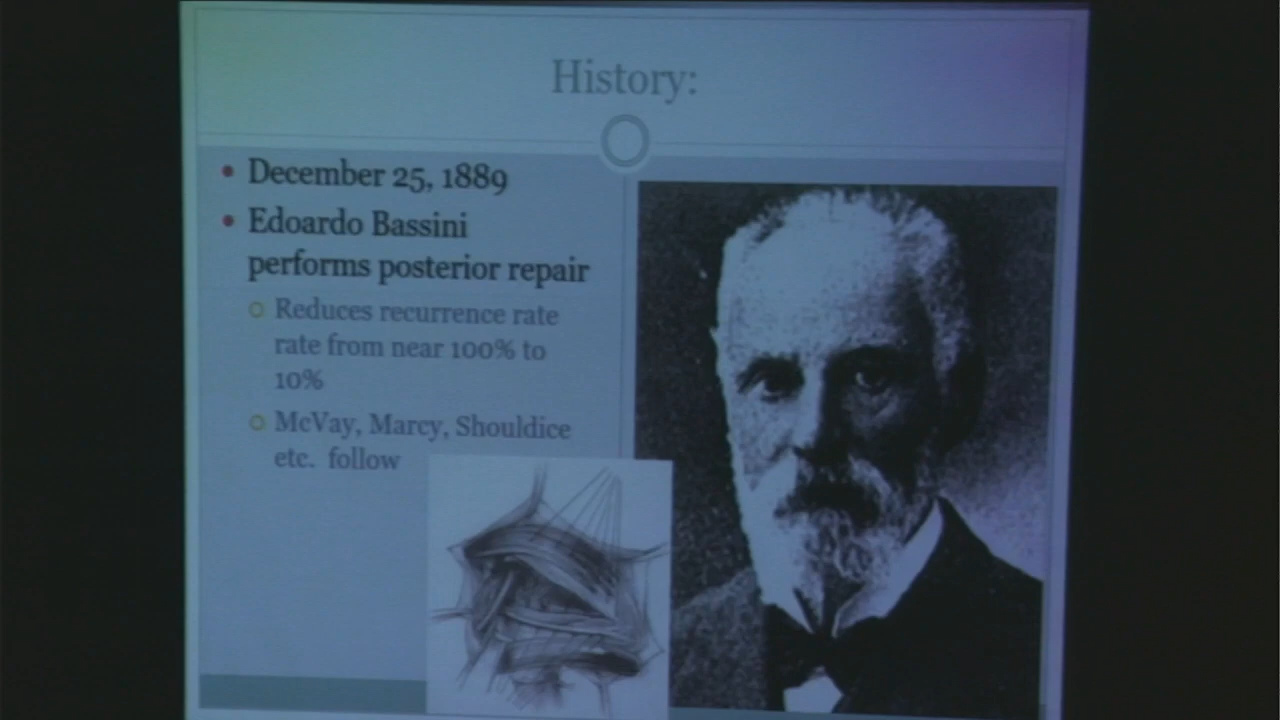 History:
December 25, 1889
Edoardo Bassini
performs posterior repair
Reduces recurrence rate
rate from near 100% to
10%
McVay, Marcy, Shouldice
etc. follow